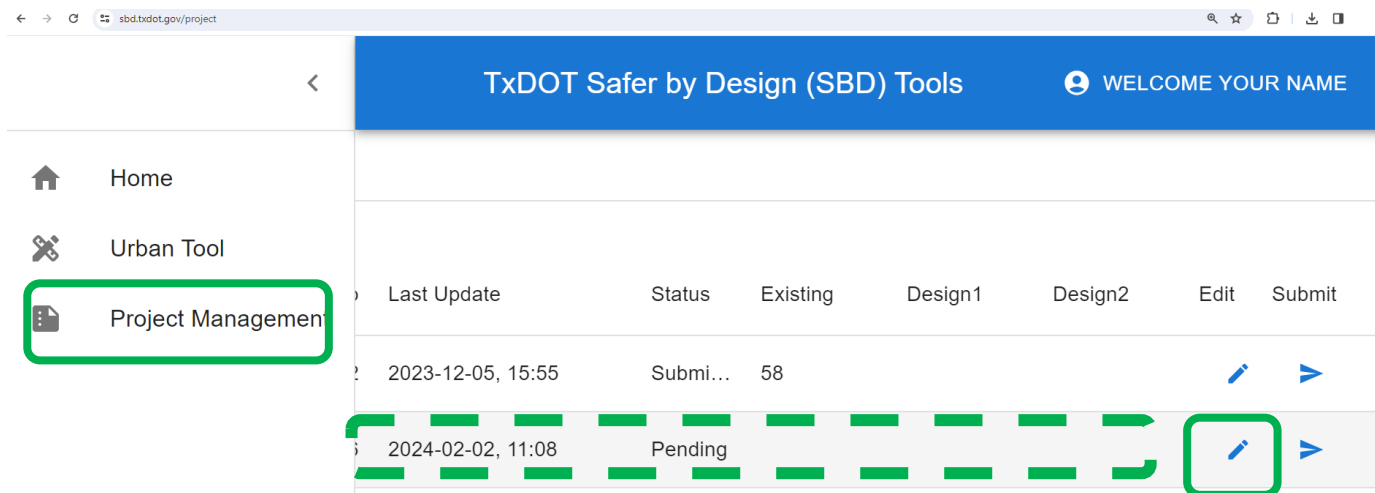 sbd.txdot.gov/project
TxDOT Safer by Design (SBD) Tools
WELCOME YOUR NAME
Home
Urban Tool
Project Management
Last Update Status Existing Design1 Design2 Edit Submit
2023-12-05, 15:55 Submi... 58
2024-02-02, 11:08 Pending